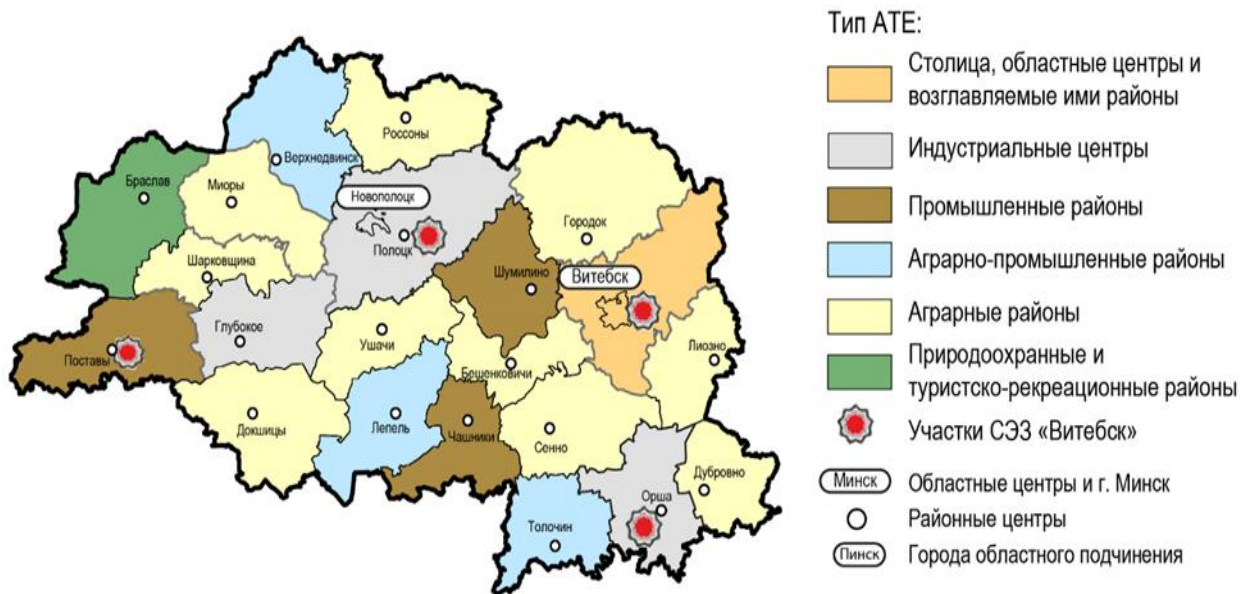 Россоны
Верхнедвинск
Браслав
Миоры
Новополоцк
Городок
Полоцк
Шарковщина
Шумилино
Витебск
Глубокое
Ушачи
Лиозно
Поставы
Бешенковичи
Докшицы
Лепель
Чашники
Сенно
Дубровно
Орша
Толочин
Тип АТЕ:
Столица, областные центры и
возглавляемые ими районы
Индустриальные центры
Промышленные районы
Аграрно-промышленные районы
Аграрные районы
Природоохранные и
туристско-рекреационные районы
Участки СЭЗ «Витебск»
Минск Областные центры и г. Минск
Районные центры
Пинск Города областного подчинения